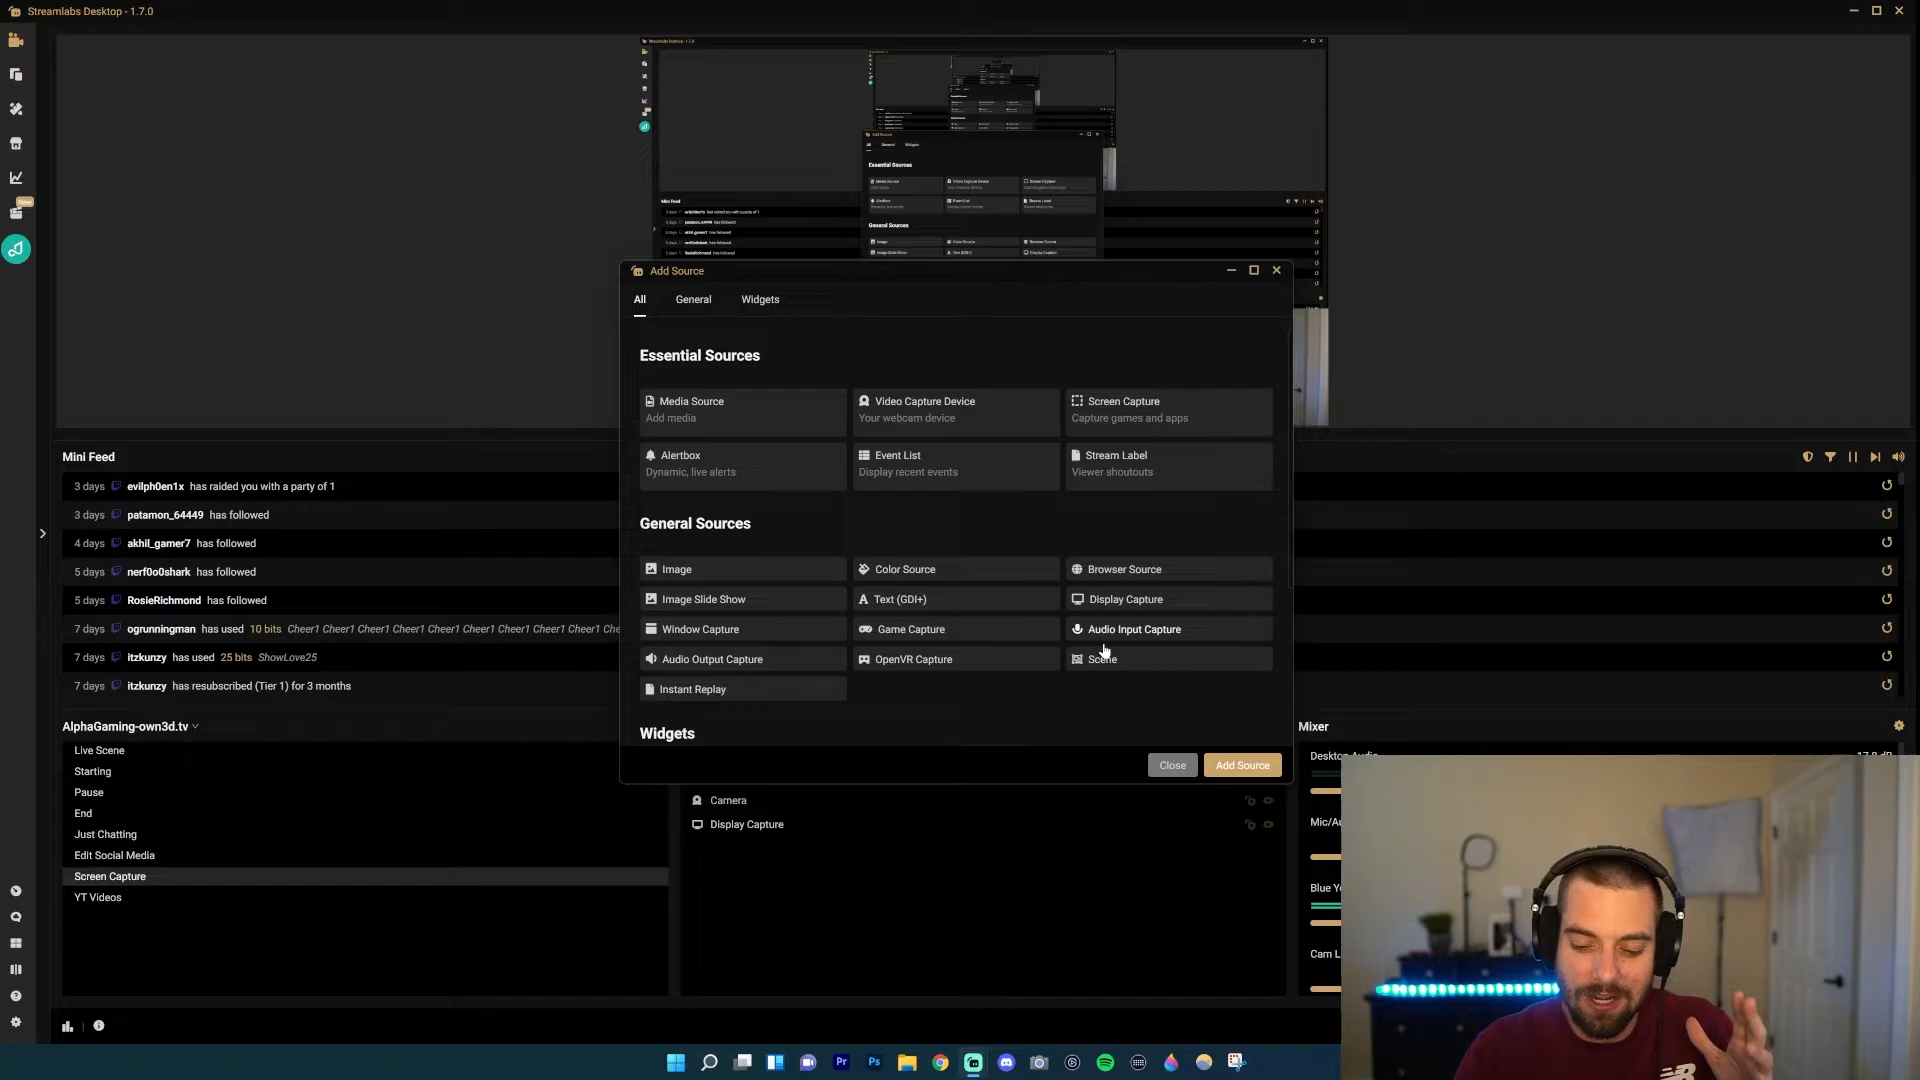 Streamlabs Desktop - 1.7.0
New
Add Source
All
General
Widgets
Essential Sources
Media Source
Add media
Video Capture Device
Your webcam device
Screen Capture
Capture games and apps
Alertbox
Dynamic, live alerts
Event List
Display recent events
Stream Label
Viewer shoutouts
General Sources
Image
Color Source
Browser Source
Image Slide Show
Text (GDI+)
Display Capture
Window Capture
Game Capture
Audio Input Capture
Audio Output Capture
OpenVR Capture
Scene
Instant Replay
Widgets
Close
Add Source
Mini Feed
3 days evilph0en1x has raided you with a party of 1
3 days patamon_64449 has followed
4 days akhil_gamer7 has followed
5 days nerf0o0shark has followed
5 days RosieRichmond has followed
7 days ogrunningman has used 10 bits Cheer1 Cheer1 Cheer1 Cheer1 Cheer1 Cheer1 Cheer1 Cheer1 Che
7 days itzkunzy has used 25 bits ShowLove25
7 days itzkunzy has resubscribed (Tier 1) for 3 months
AlphaGaming-own3d.tv
Live Scene
Starting
Pause
End
Just Chatting
Edit Social Media
Screen Capture
YT Videos
Camera
Display Capture
Mixer
Desktop Audio
Mic/Au
Blue Y
Cam L
Pr
Ps